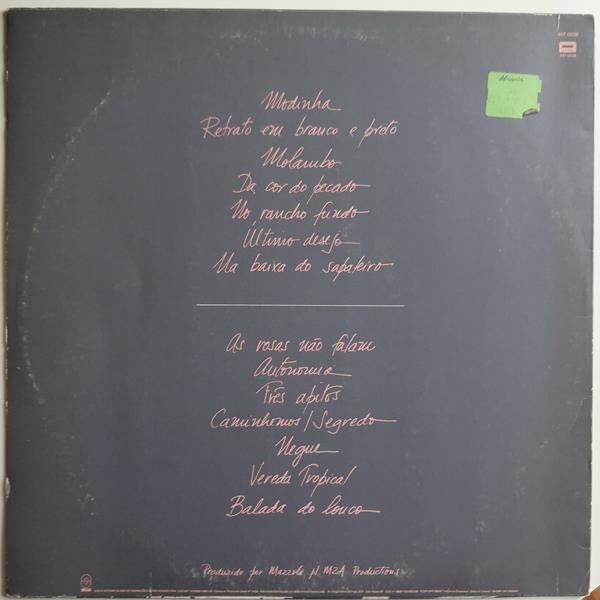 Modinha
Retrato em branco e preto
Molambo
Da cor do pecado
No rancho fundo
Último desejo
Na baixa do sapateiro
As rosas não falam
Autonomia
Três apitos
Caminhemos/Segredo
Negue
Vereda Tropical
Balada do louco
Produzido por Mazzola p/ MZA Productions